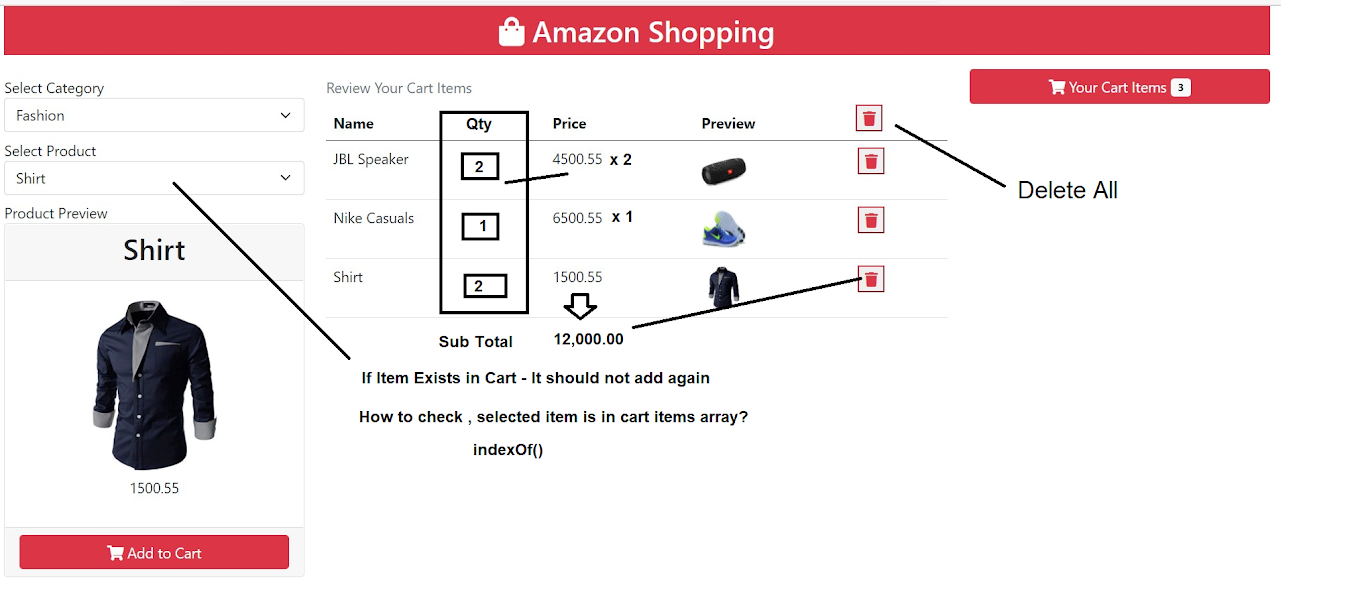 Amazon Shopping
Select Category
Fashion
Select Product
Shirt
Product Preview
Shirt
1500.55
Add to Cart
Review Your Cart Items
Name Qty Price Preview
JBL Speaker 2 4500.55 x 2
Nike Casuals 1 6500.55 x 1
Shirt 2 1500.55
Sub Total 12,000.00
If Item Exists in Cart - It should not add again
How to check , selected item is in cart items array?
indexOf()
Your Cart Items 3
Delete All